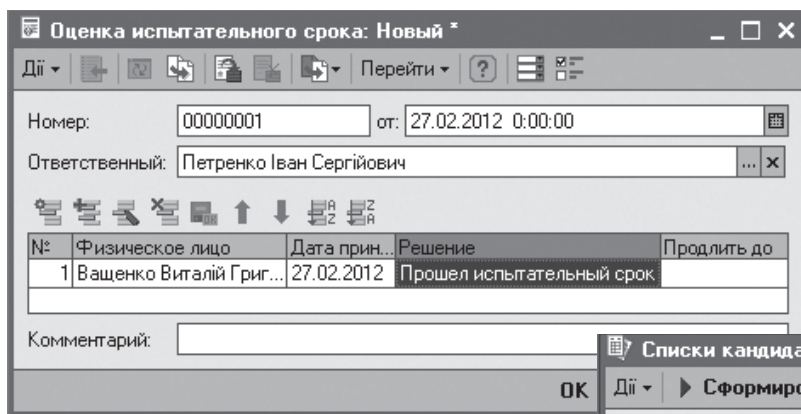 Оценка испытательного срока: Новый *
Дії Перейти
Номер: 00000001 от: 27.02.2012 0:00:00
Ответственный: Петренко Іван Сергійович
№ Физическое лицо Дата прин... Решение Продлить до
1 Ващенко Виталій Григ... 27.02.2012 Прошел испытательный срок
Комментарий:
OK
Списки кандида
Дії Сформиро